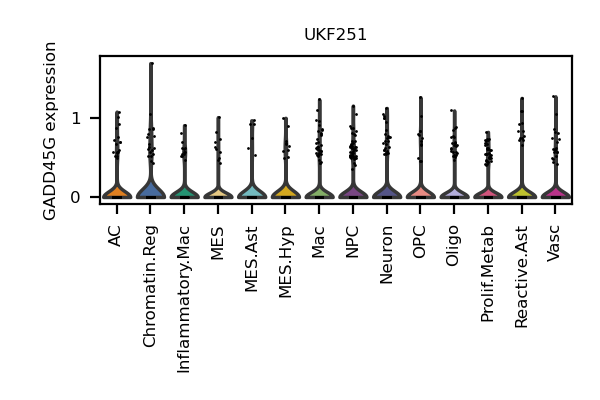 UKF251
GADD45G expression
1
0
AC
Chromatin.Reg
Inflammatory.Mac
MES
MES.Ast
MES.Hyp
Mac
NPC
Neuron
OPC
Oligo
Prolif.Metab
Reactive.Ast
Vasc